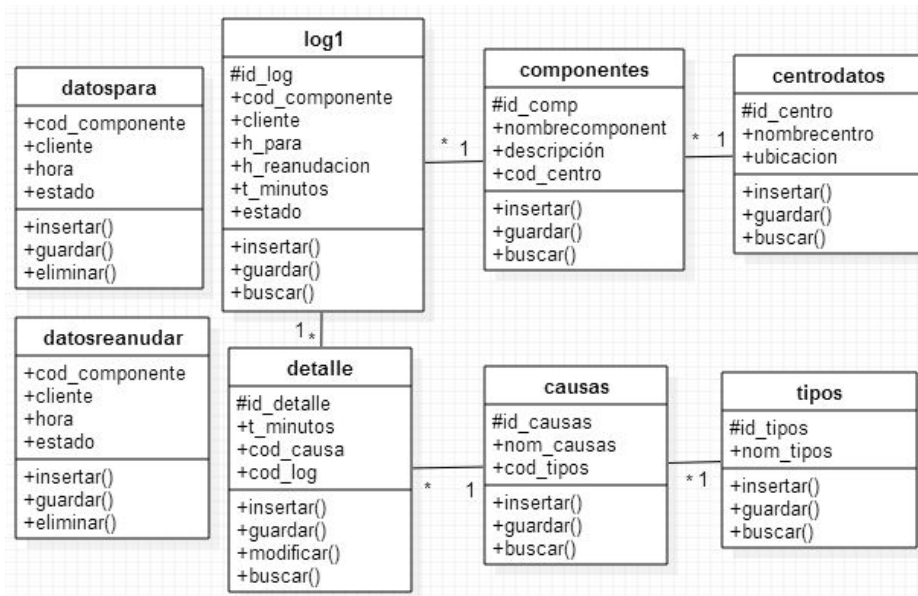 datospara
+cod_componente
+cliente
+hora
+estado
+insertar()
+guardar()
+eliminar()
log1
#id_log
+cod_componente
+cliente
+h_para
+h_reanudacion
+t_minutos
+estado
+insertar()
+guardar()
+buscar()
* 1
componentes
#id_comp
+nombrecomponent
+descripción
+cod_centro
+insertar()
+guardar()
+buscar()
* 1
centrodatos
#id_centro
+nombrecentro
+ubicacion
+insertar()
+guardar()
+buscar()
1 *
datosreanudar
+cod_componente
+cliente
+hora
+estado
+insertar()
+guardar()
+eliminar()
detalle
#id_detalle
+t_minutos
+cod_causa
+cod_log
+insertar()
+guardar()
+modificar()
+buscar()
* 1
causas
#id_causas
+nom_causas
+cod_tipos
+insertar()
+guardar()
+buscar()
* 1
tipos
#id_tipos
+nom_tipos
+insertar()
+guardar()
+buscar()